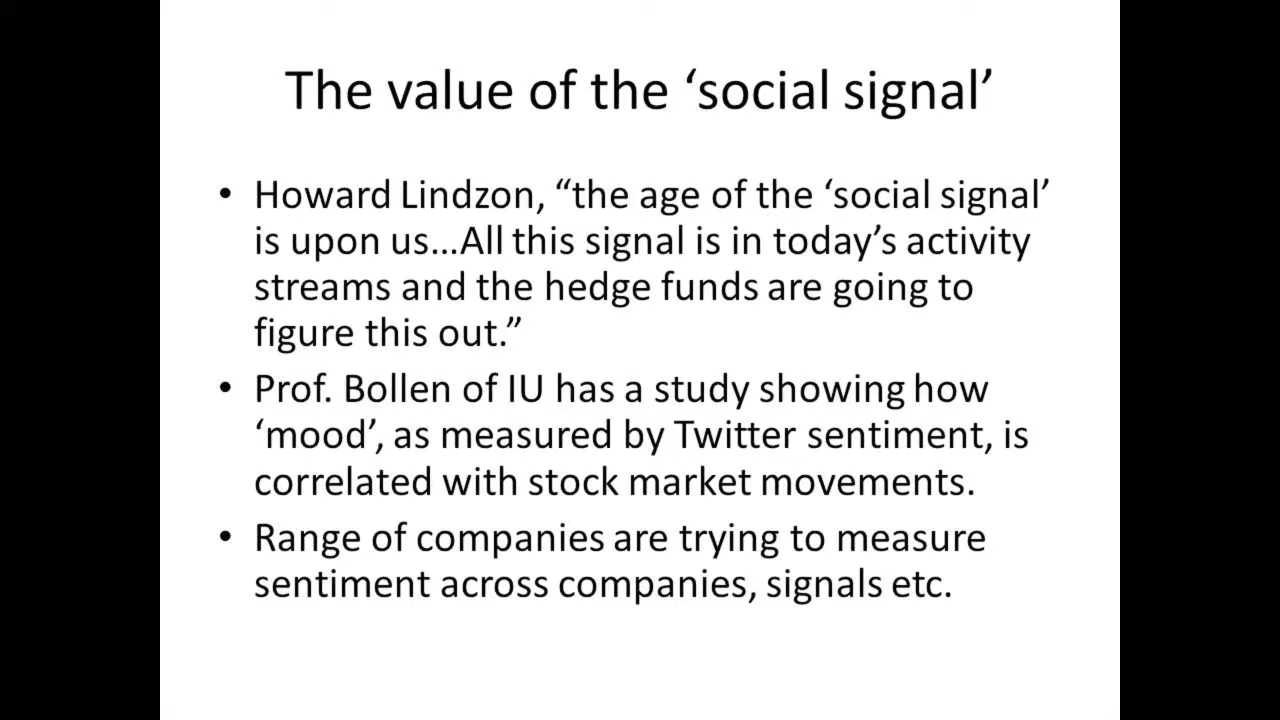 The value of the ‘social signal’
• Howard Lindzon, “the age of the ‘social signal’
is upon us…All this signal is in today’s activity
streams and the hedge funds are going to
figure this out.”
• Prof. Bollen of IU has a study showing how
‘mood’, as measured by Twitter sentiment, is
correlated with stock market movements.
• Range of companies are trying to measure
sentiment across companies, signals etc.